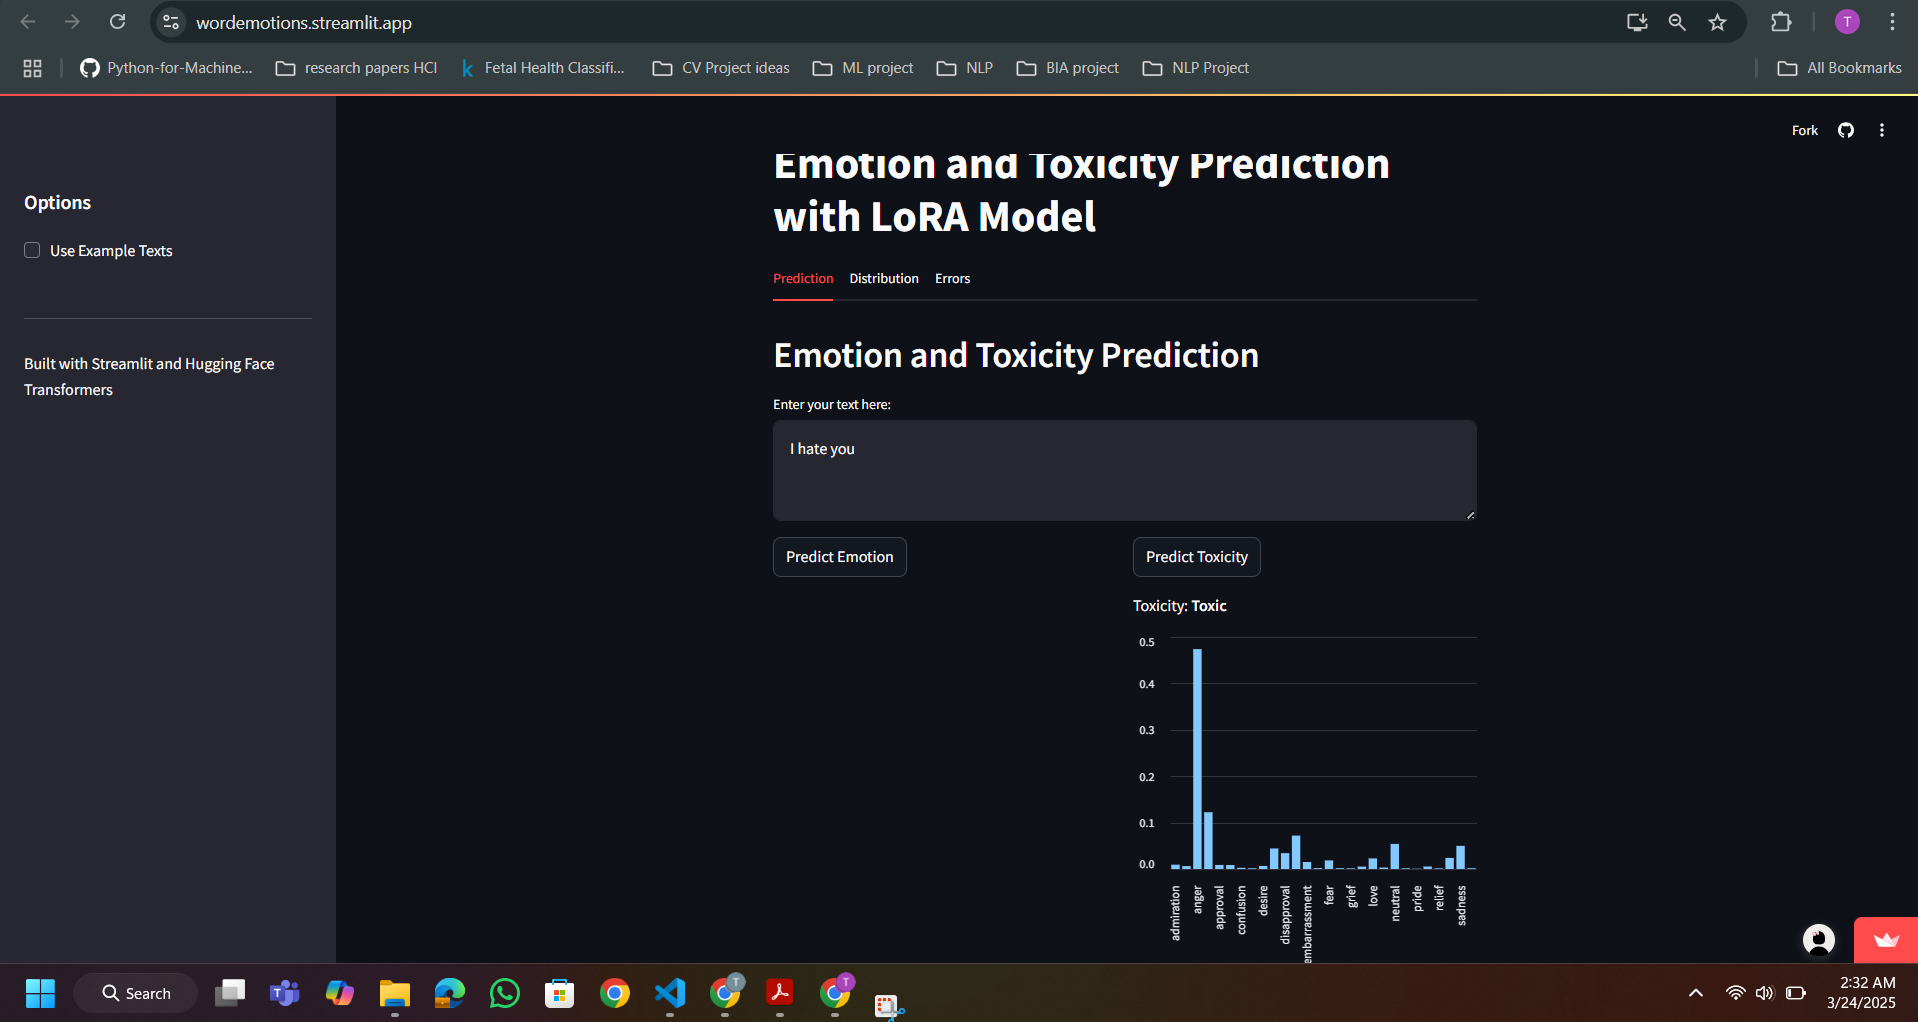 wordemotions.streamlit.app
T
Python-for-Machine...
research papers HCI
k
Fetal Health Classifi...
CV Project ideas
ML project
NLP
BIA project
NLP Project
All Bookmarks
Fork
Options
Use Example Texts
Built with Streamlit and Hugging Face
Transformers
Emotion and Toxicity Prediction
with LoRA Model
Prediction
Distribution
Errors
Emotion and Toxicity Prediction
Enter your text here:
I hate you
Predict Emotion
Predict Toxicity
Toxicity: Toxic
0.5
0.4
0.3
0.2
0.1
0.0
admiration
anger
approval
confusion
desire
disapproval
embarrassment
fear
grief
love
neutral
pride
relief
sadness
Search
T
T
T
2:32 AM
3/24/2025